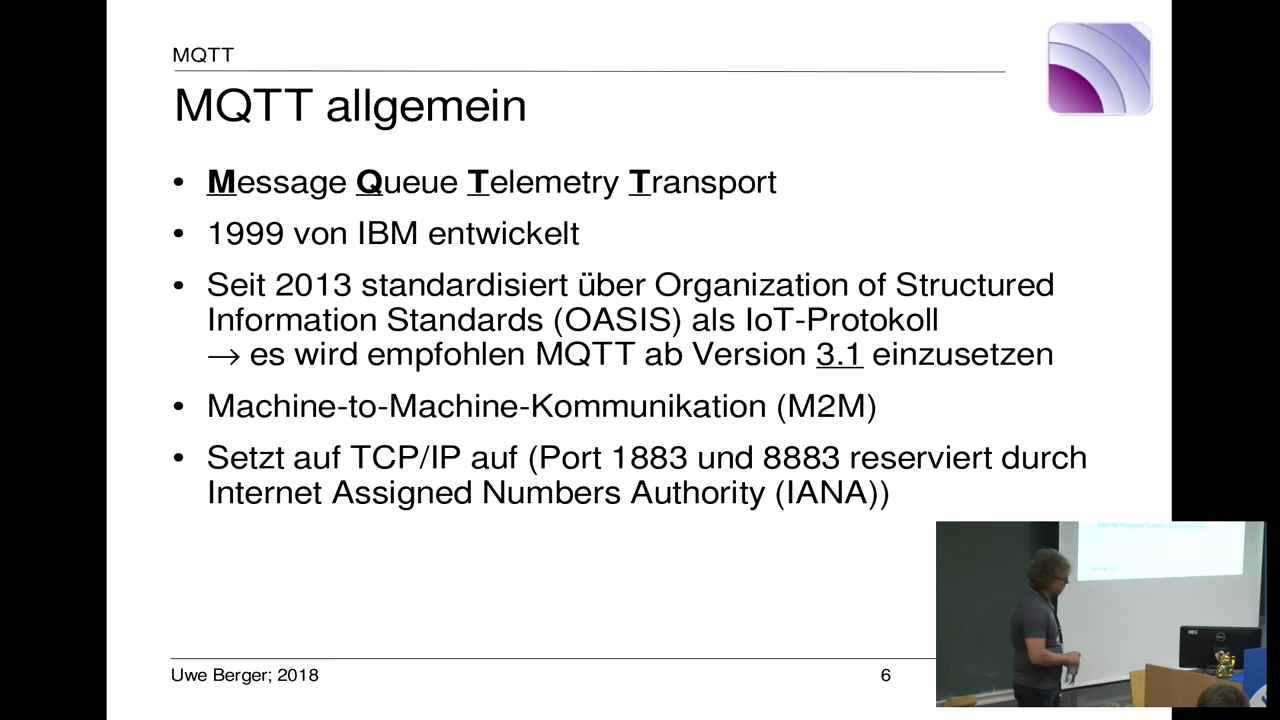 MQTT
MQTT allgemein
• Message Queue Telemetry Transport
• 1999 von IBM entwickelt
• Seit 2013 standardisiert über Organization of Structured
Information Standards (OASIS) als IoT-Protokoll
→ es wird empfohlen MQTT ab Version 3.1 einzusetzen
• Machine-to-Machine-Kommunikation (M2M)
• Setzt auf TCP/IP auf (Port 1883 und 8883 reserviert durch
Internet Assigned Numbers Authority (IANA))
Uwe Berger; 2018
6